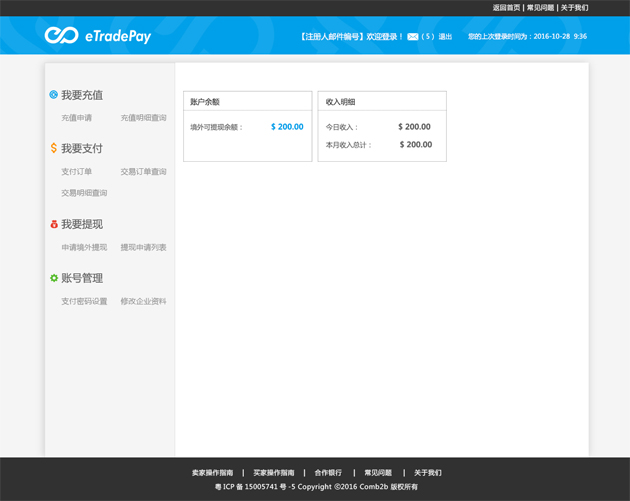 返回首页 | 常见问题 | 关于我们
eTradePay
【注册人邮件编号】欢迎登录！ （5） 退出 您的上次登录时间为：2016-10-28 9:36
我要充值
充值申请 充值明细查询
我要支付
支付订单 交易订单查询
交易明细查询
我要提现
申请境外提现 提现申请列表
账号管理
支付密码设置 修改企业资料
账户余额
境外可提现余额： $ 200.00
收入明细
今日收入： $ 200.00
本月收入总计： $ 200.00
卖家操作指南 | 买家操作指南 | 合作银行 | 常见问题 | 关于我们
粤 ICP 备 15005741 号 -5 Copyright ©2016 Comb2b 版权所有